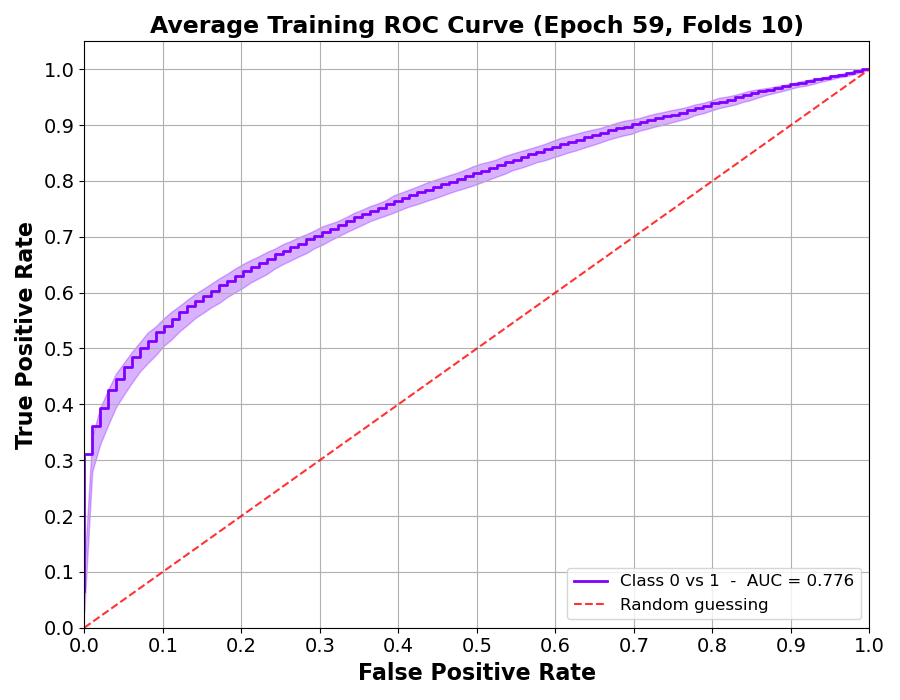 Average Training ROC Curve (Epoch 59, Folds 10)
True Positive Rate
1.0
0.9
0.8
0.7
0.6
0.5
0.4
0.3
0.2
0.1
0.0
Class 0 vs 1 - AUC = 0.776
Random guessing
0.0 0.1 0.2 0.3 0.4 0.5 0.6 0.7 0.8 0.9 1.0
False Positive Rate